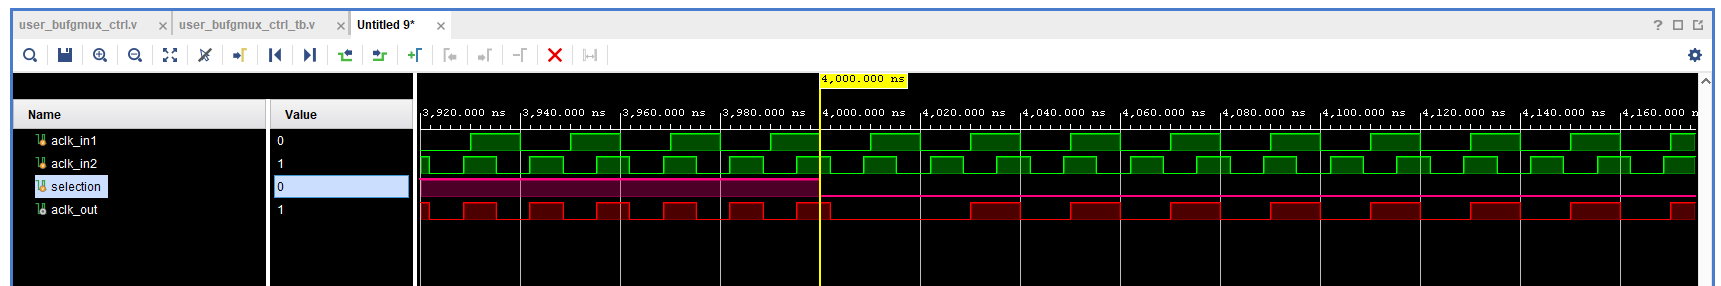 user_bufgmux_ctrl.v × user_bufgmux_ctrl_tb.v × Untitled 9* × ?
4,000.000 ns
Name Value
3,920.000 ns 3,940.000 ns 3,960.000 ns 3,980.000 ns 4,000.000 ns 4,020.000 ns 4,040.000 ns 4,060.000 ns 4,080.000 ns 4,100.000 ns 4,120.000 ns 4,140.000 ns 4,160.000 ns
aclk_in1 0
aclk_in2 1
selection 0
aclk_out 1